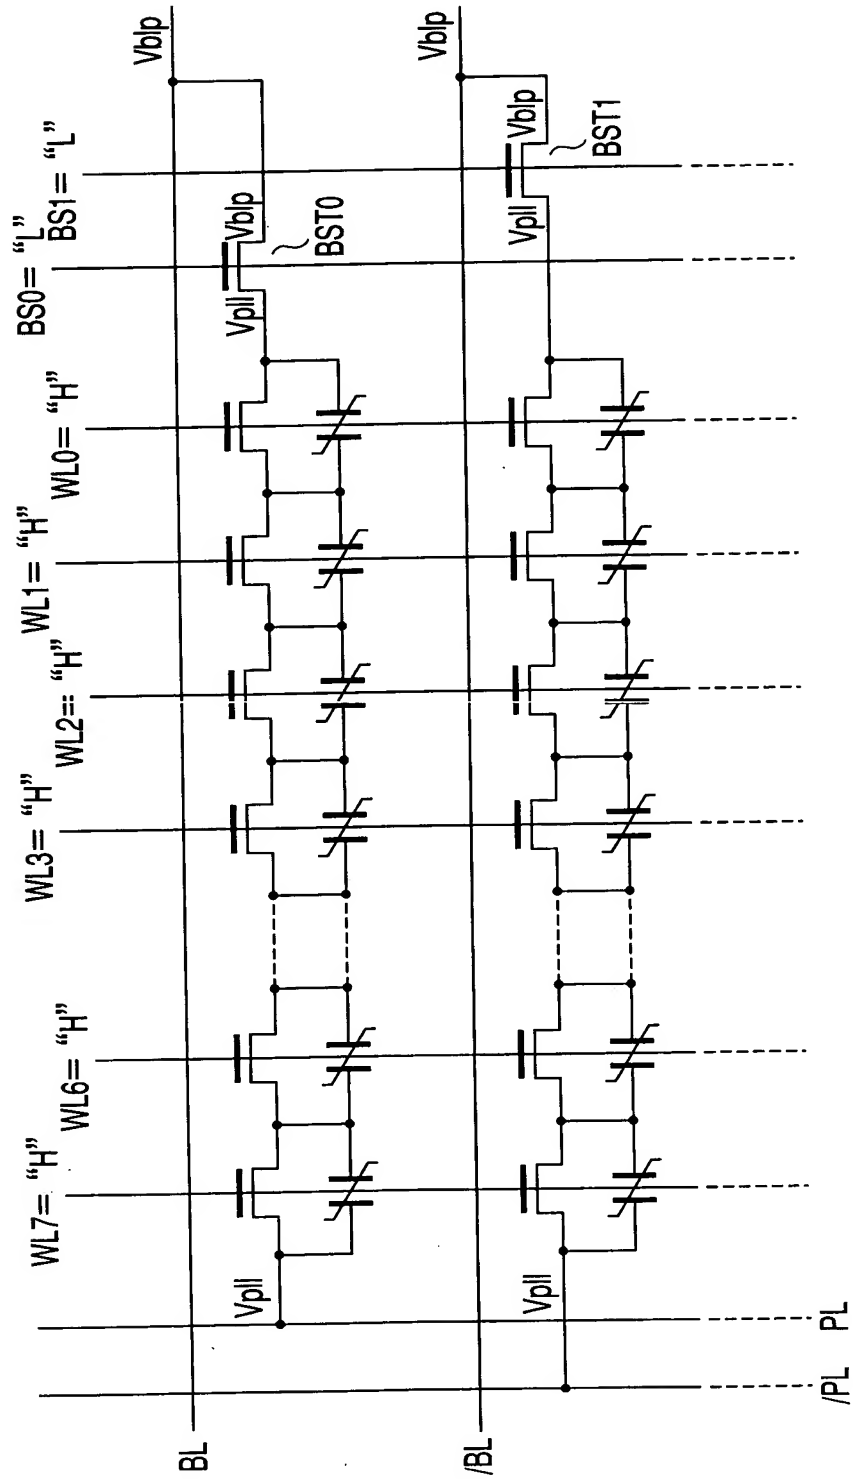 BS0= “L”
BS1= “L”
WL0= “H”
WL1= “H”
WL2= “H”
WL3= “H”
WL6= “H”
WL7= “H”
Vblp
Vblp
BST0
Vpll
Vpll
BL
Vblp
Vblp
BST1
Vpll
Vpll
/BL
PL
/PL